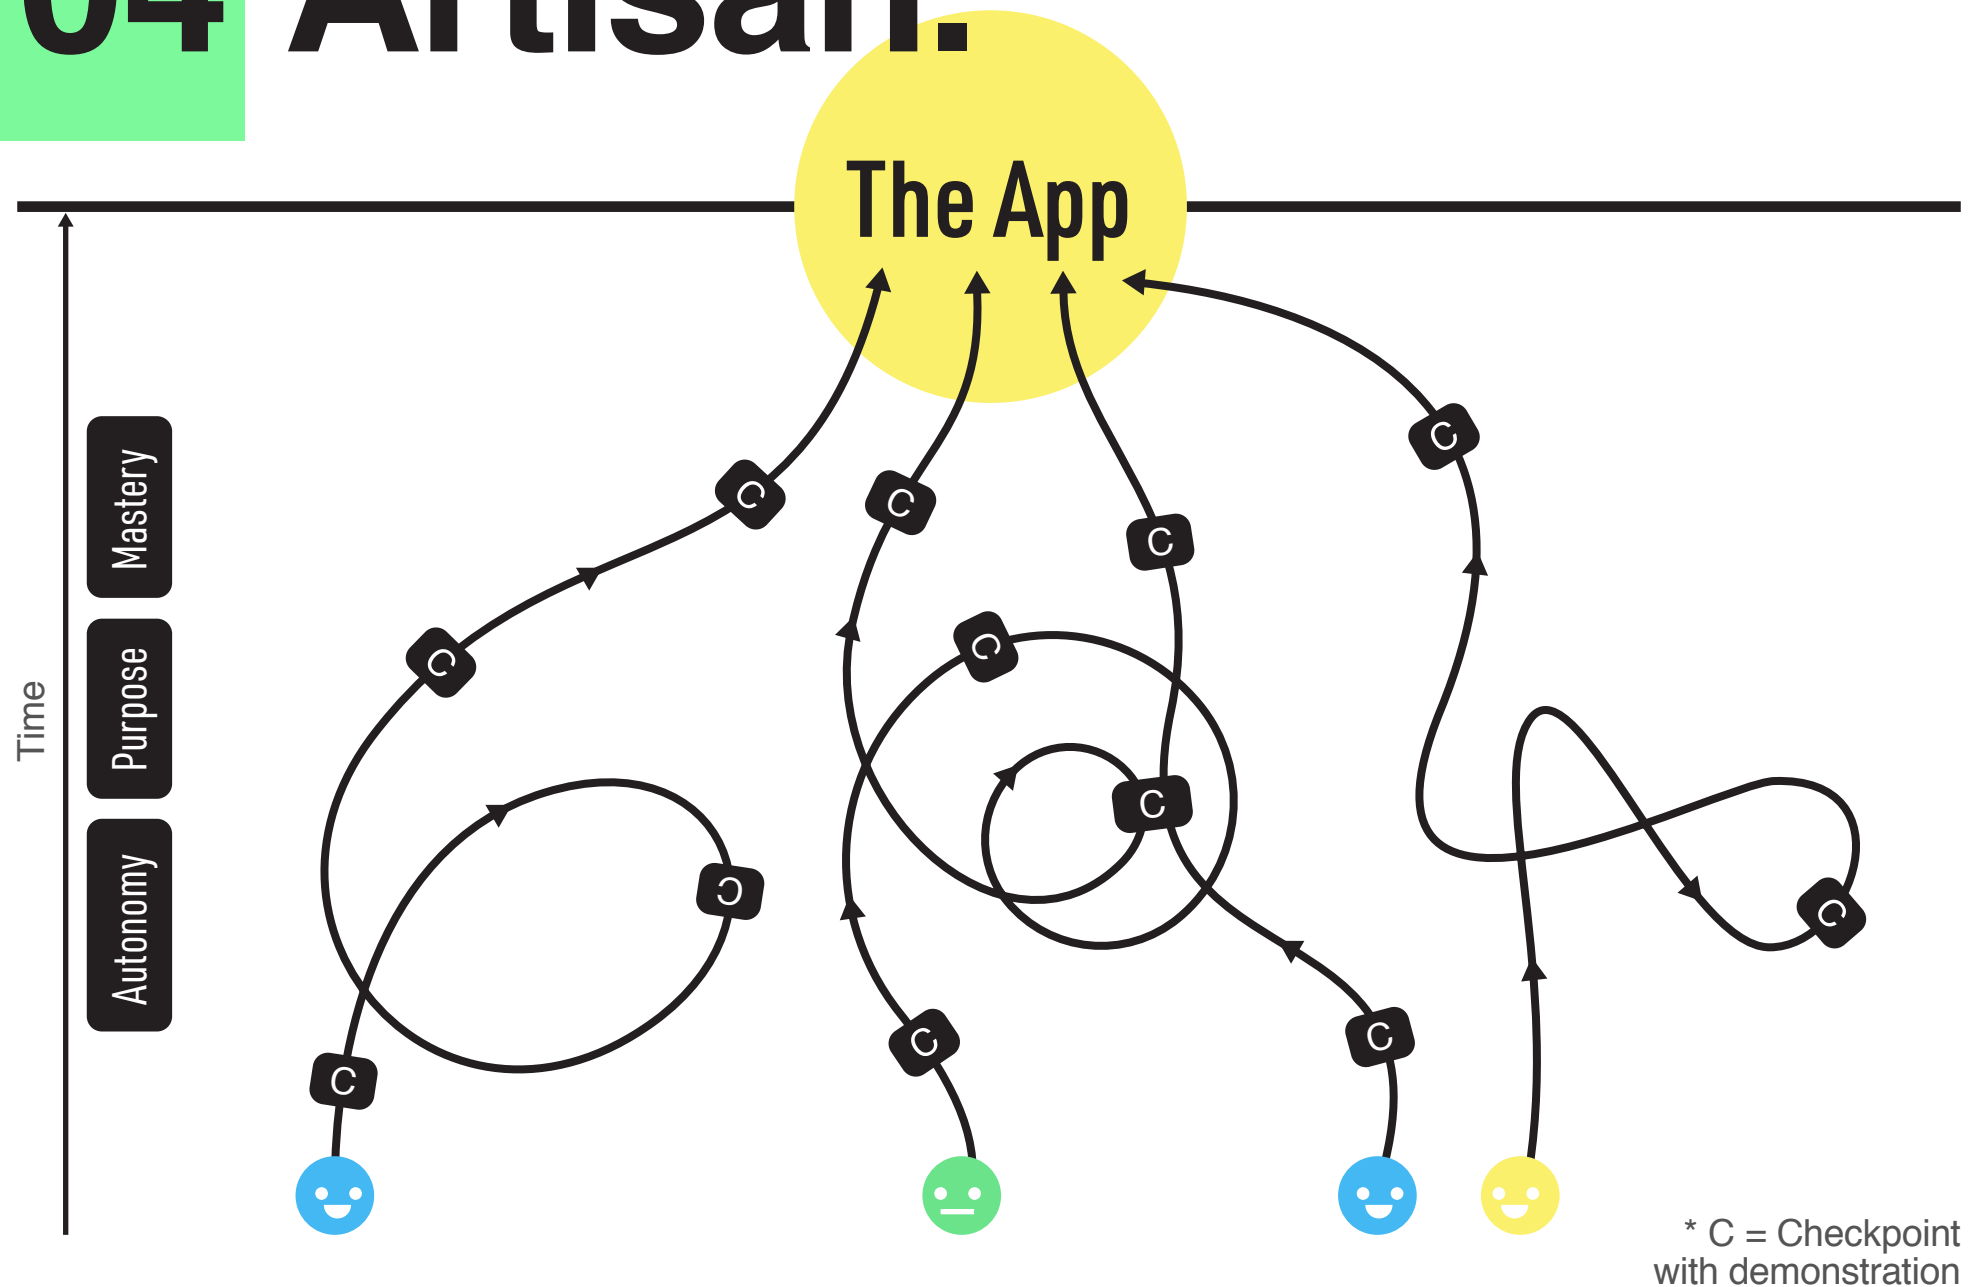 04 Artisan.
The App
Mastery
Purpose
Autonomy
Time
C
C
C
C
C
C
C
C
C
C
C
C
* C = Checkpoint
with demonstration